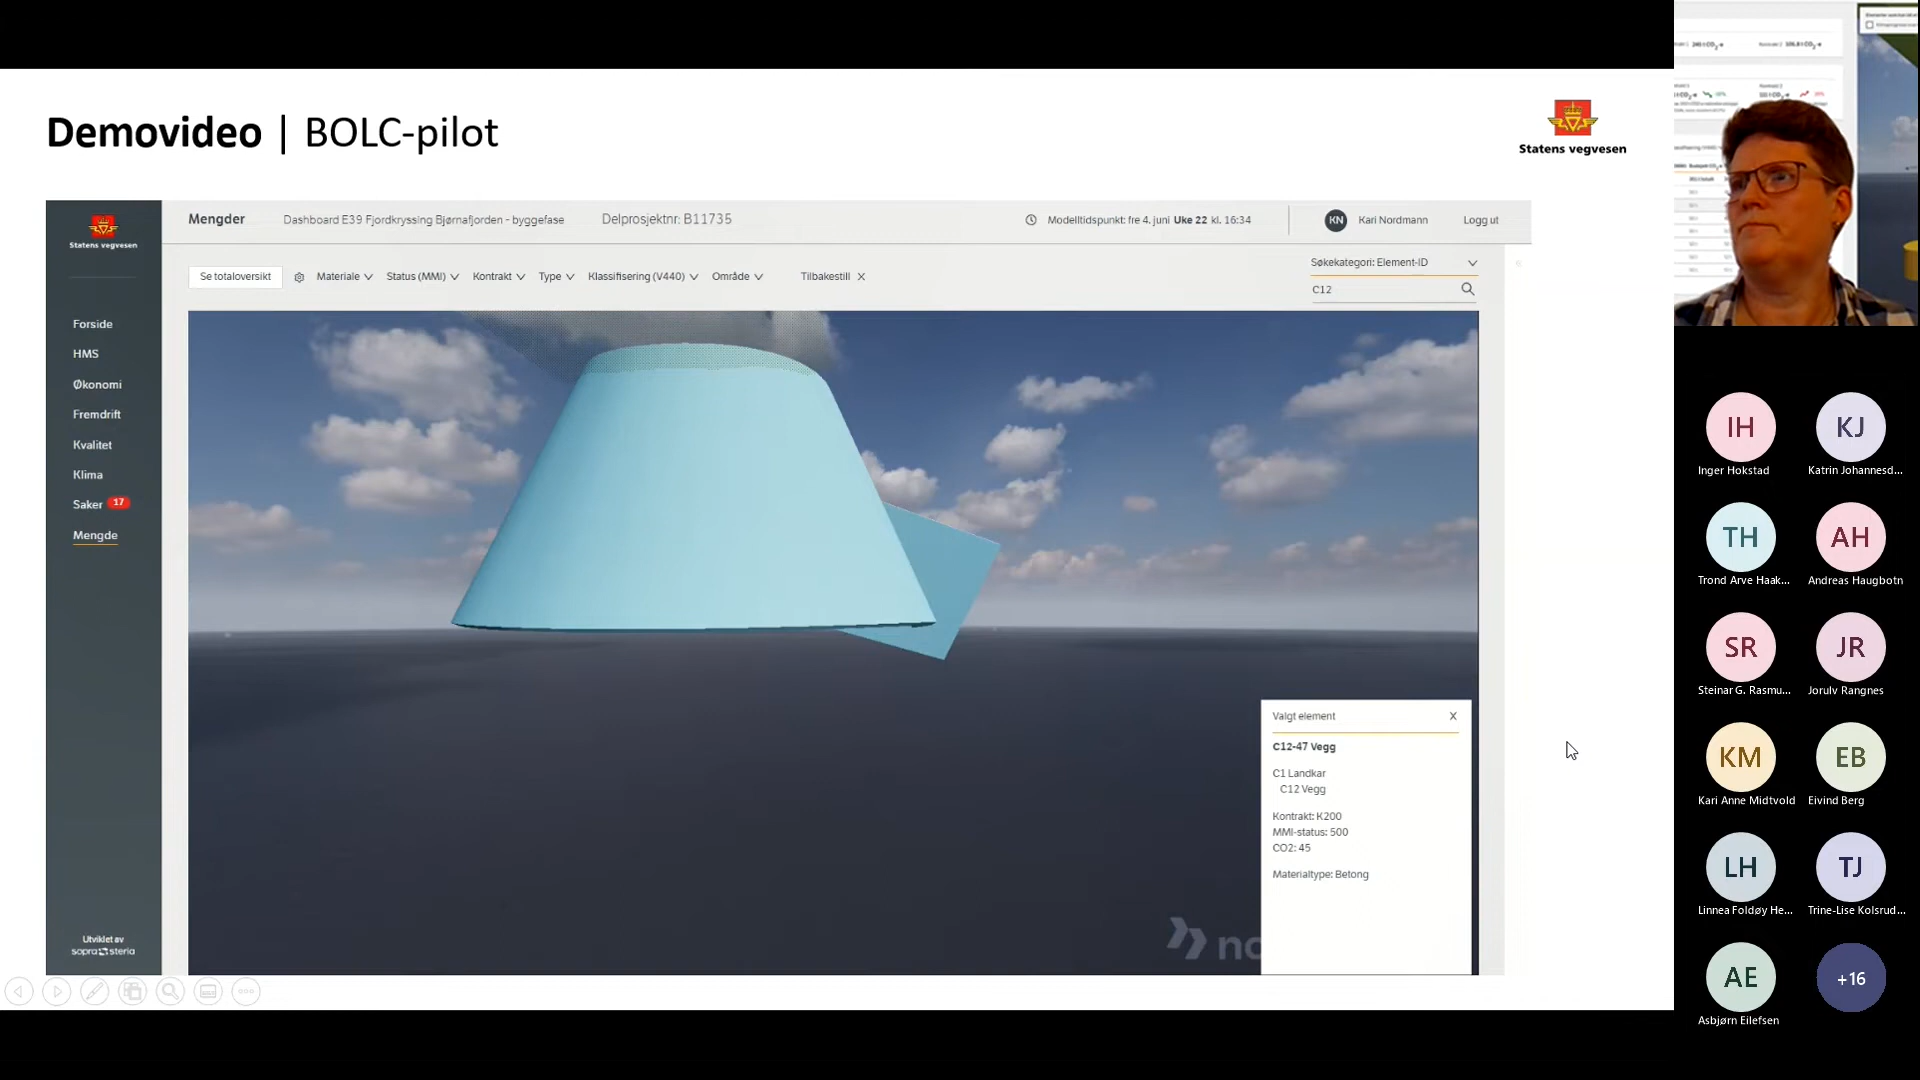 Demovideo | BOLC-pilot
Statens vegvesen
Statens vegvesen
Mengder
Dashboard E39 Fjordkryssing Bjørnafjorden - byggefase
Delprosjektnr: B11735
Modelltidspunkt: fre 4. juni Uke 22 kl. 16:34
KN
Kari Nordmann
Logg ut
Se totaloversikt
Materiale
Status (MMI)
Kontrakt
Type
Klassifisering (V440)
Område
Tilbakestill X
Søkekategori: Element-ID
C12
Forside
HMS
Økonomi
Fremdrift
Kvalitet
Klima
Saker 17
Mengde
Utviklet av
sopra steria
Valgt element X
C12-47 Vegg
C1 Landkar
C12 Vegg
Kontrakt: K200
MMI-status: 500
CO2: 45
Materialtype: Betong
IH
Inger Hokstad
KJ
Katrin Johannesd...
TH
Trond Arve Haak...
AH
Andreas Haugbotn
SR
Steinar G. Rasmu...
JR
Jorulv Rangnes
KM
Kari Anne Midtvold
EB
Eivind Berg
LH
Linnea Foldøy He...
TJ
Trine-Lise Kolsrud...
AE
Asbjørn Eilefsen
+16